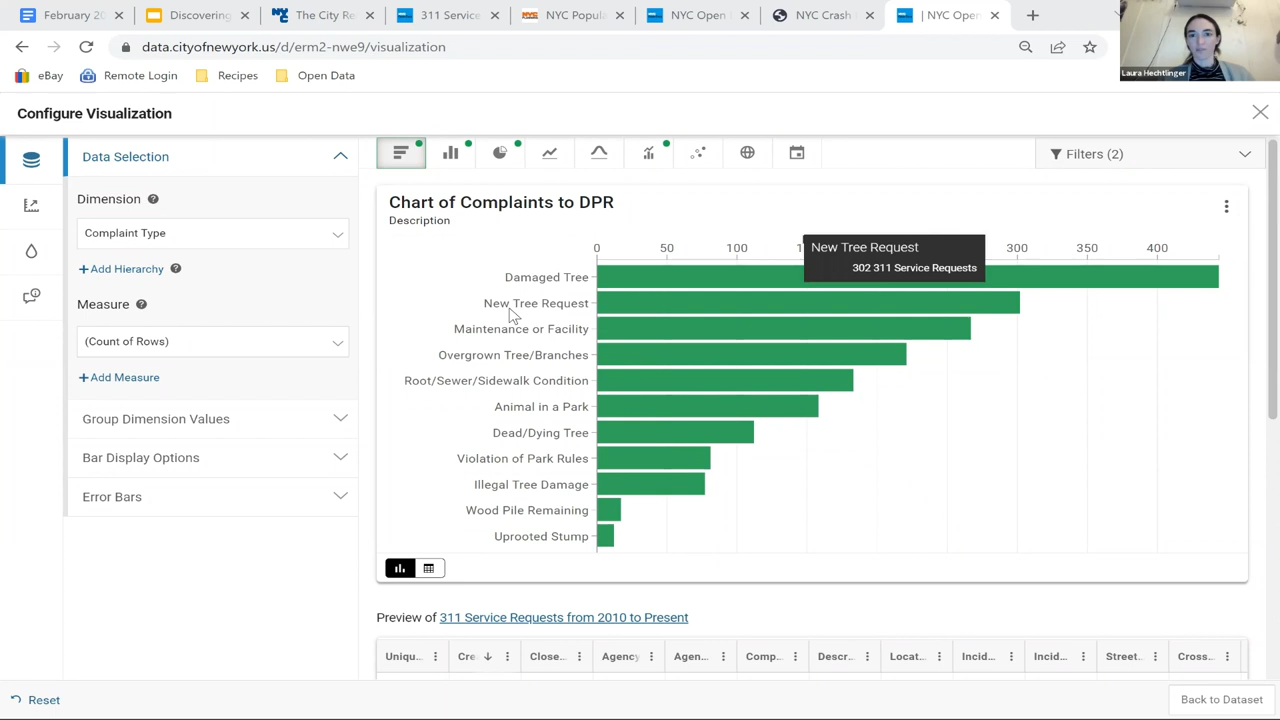 February
Discovering
The City Re
311 Servic
NYC Popula
NYC Open
NYC Crash
| NYC Open
data.cityofnewyork.us/d/erm2-nwe9/visualization
Laura Hechtlinger
eBay
Remote Login
Recipes
Open Data
Configure Visualization
Data Selection
Filters (2)
Dimension
Complaint Type
+Add Hierarchy
Measure
(Count of Rows)
+Add Measure
Group Dimension Values
Bar Display Options
Error Bars
Chart of Complaints to DPR
Description
0 50 100 300 350 400
New Tree Request
302 311 Service Requests
Damaged Tree
New Tree Request
Maintenance or Facility
Overgrown Tree/Branches
Root/Sewer/Sidewalk Condition
Animal in a Park
Dead/Dying Tree
Violation of Park Rules
Illegal Tree Damage
Wood Pile Remaining
Uprooted Stump
Preview of 311 Service Requests from 2010 to Present
Uniqu... Cre Close... Agency Agen... Comp... Descr... Locat... Incid... Incid... Street... Cross...
Reset
Back to Dataset